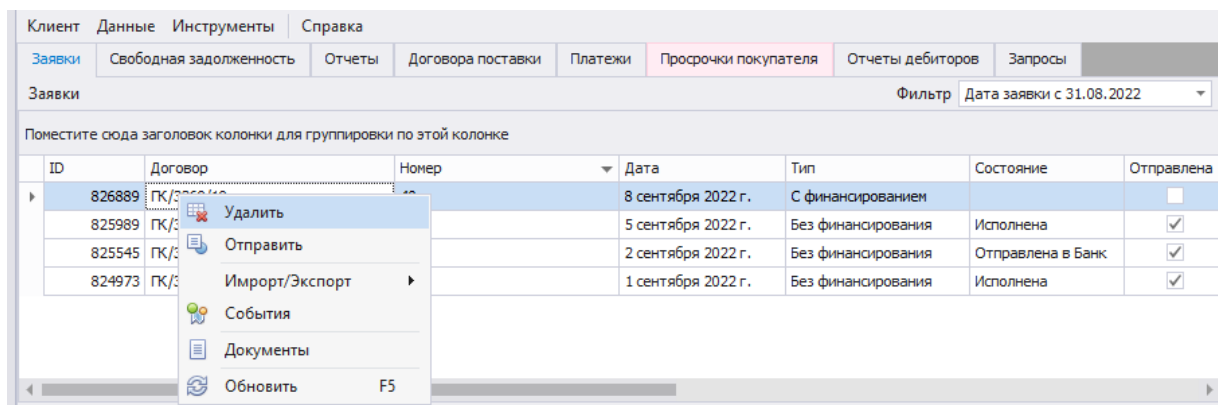 Клиент Данные Инструменты Справка
Заявки Свободная задолженность Отчеты Договора поставки Платежи Просрочки покупателя Отчеты дебиторов Запросы
Заявки Фильтр Дата заявки с 31.08.2022
Поместите сюда заголовок колонки для группировки по этой колонке
ID Договор Номер Дата Тип Состояние Отправлена
826889 8 сентября 2022 г. С финансированием
Удалить
825989 ГК/3 5 сентября 2022 г. Без финансирования Исполнена
Отправить
825545 ГК/3 2 сентября 2022 г. Без финансирования Отправлена в Банк
824973 ГК/3 1 сентября 2022 г. Без финансирования Исполнена
Имрорт/Экспорт
События
Документы
Обновить F5